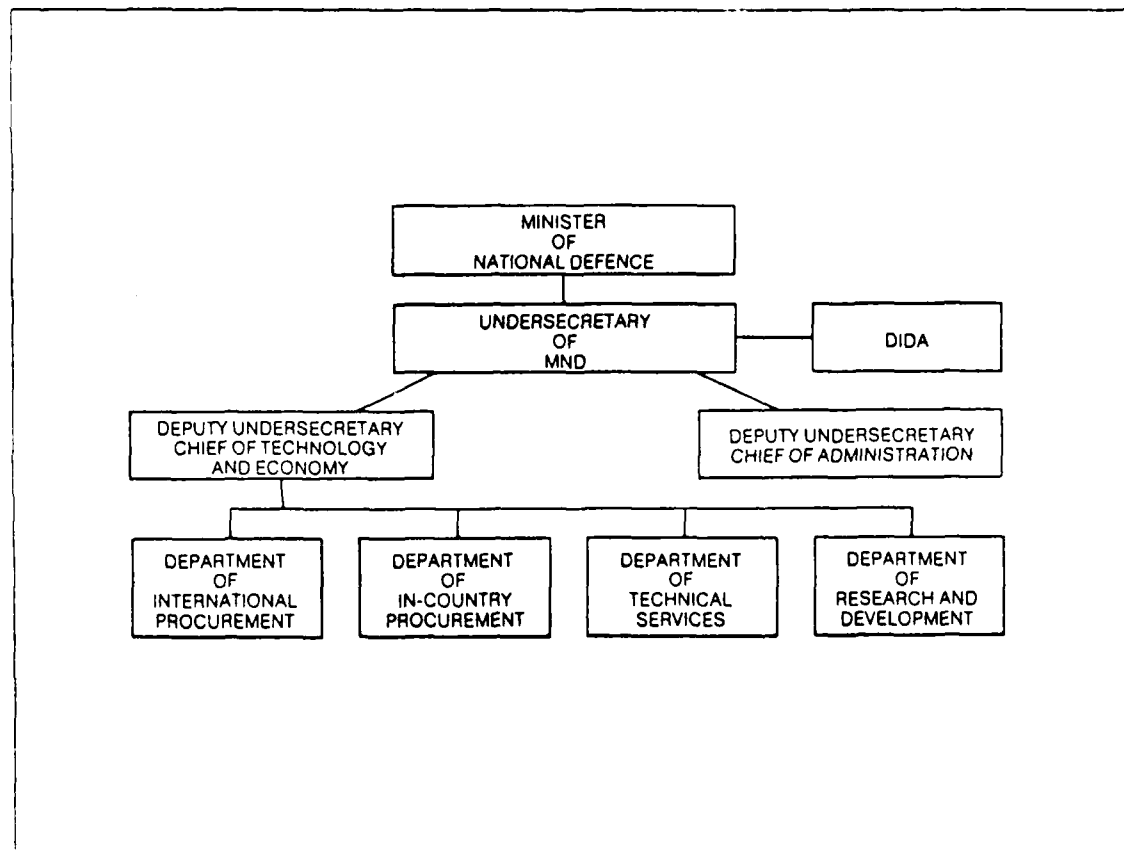 MINISTER
OF
NATIONAL DEFENCE
UNDERSECRETARY
OF
MND
DIDA
DEPUTY UNDERSECRETARY
CHIEF OF TECHNOLOGY
AND ECONOMY
DEPUTY UNDERSECRETARY
CHIEF OF ADMINISTRATION
DEPARTMENT
OF
INTERNATIONAL
PROCUREMENT
DEPARTMENT
OF
IN-COUNTRY
PROCUREMENT
DEPARTMENT
OF
TECHNICAL
SERVICES
DEPARTMENT
OF
RESEARCH AND
DEVELOPMENT